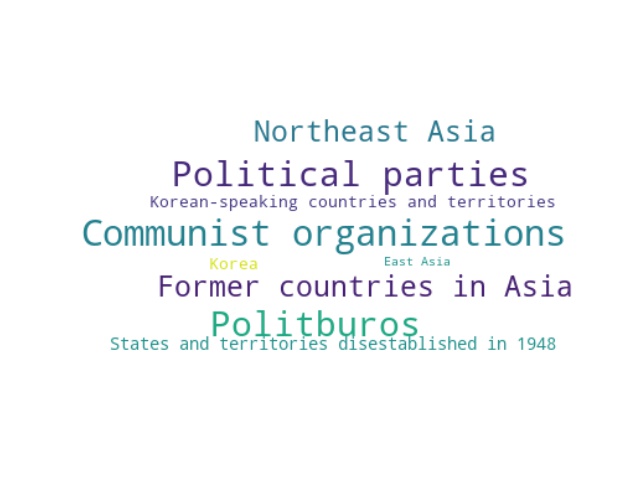 Northeast Asia
Political parties
Korean-speaking countries and territories
Communist organizations
Korea
East Asia
Former countries in Asia
Politburos
States and territories disestablished in 1948